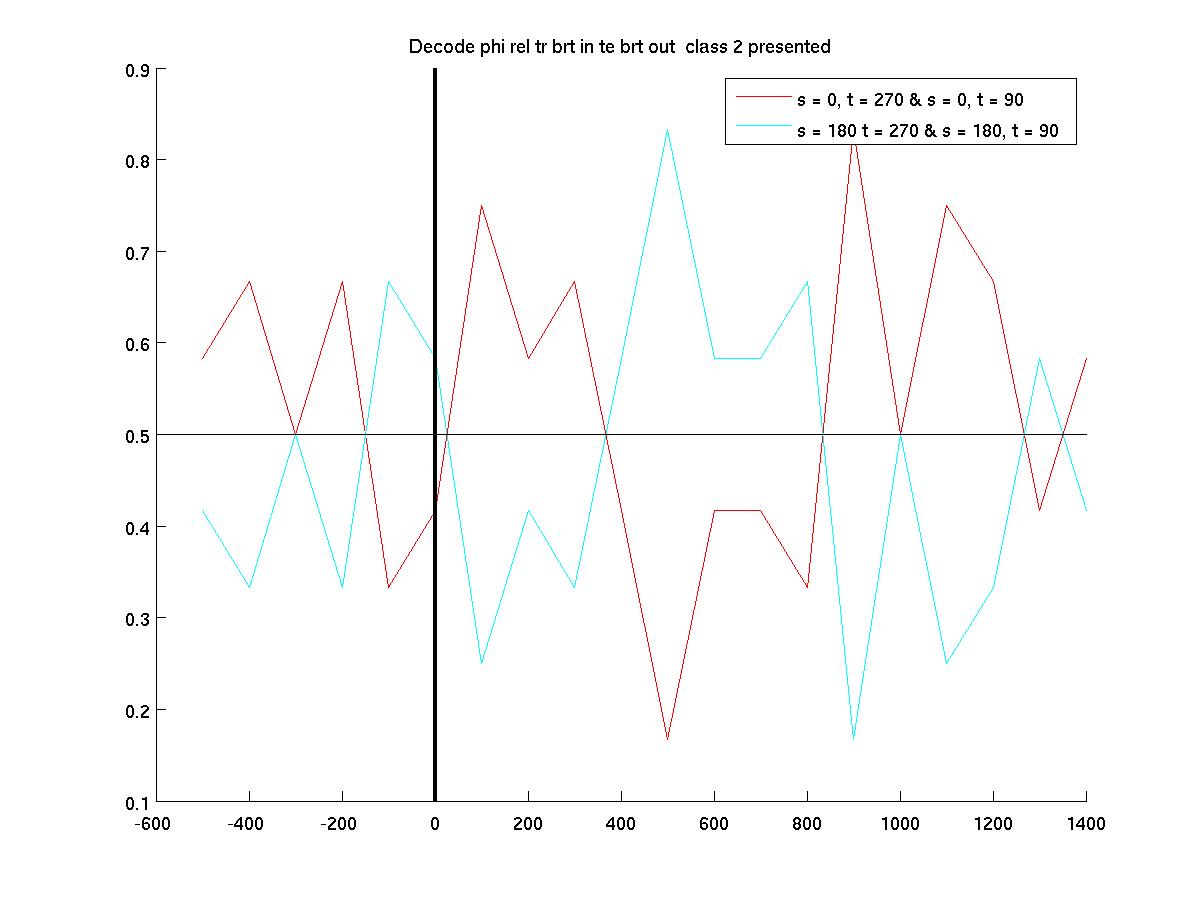 Decode phi rel tr brt in te brt out  class 2 presented
s = 0, t = 270 & s = 0, t = 90
s = 180 t = 270 & s = 180, t = 90
0.9
0.8
0.7
0.6
0.5
0.4
0.3
0.2
0.1
-600 -400 -200 0 200 400 600 800 1000 1200 1400